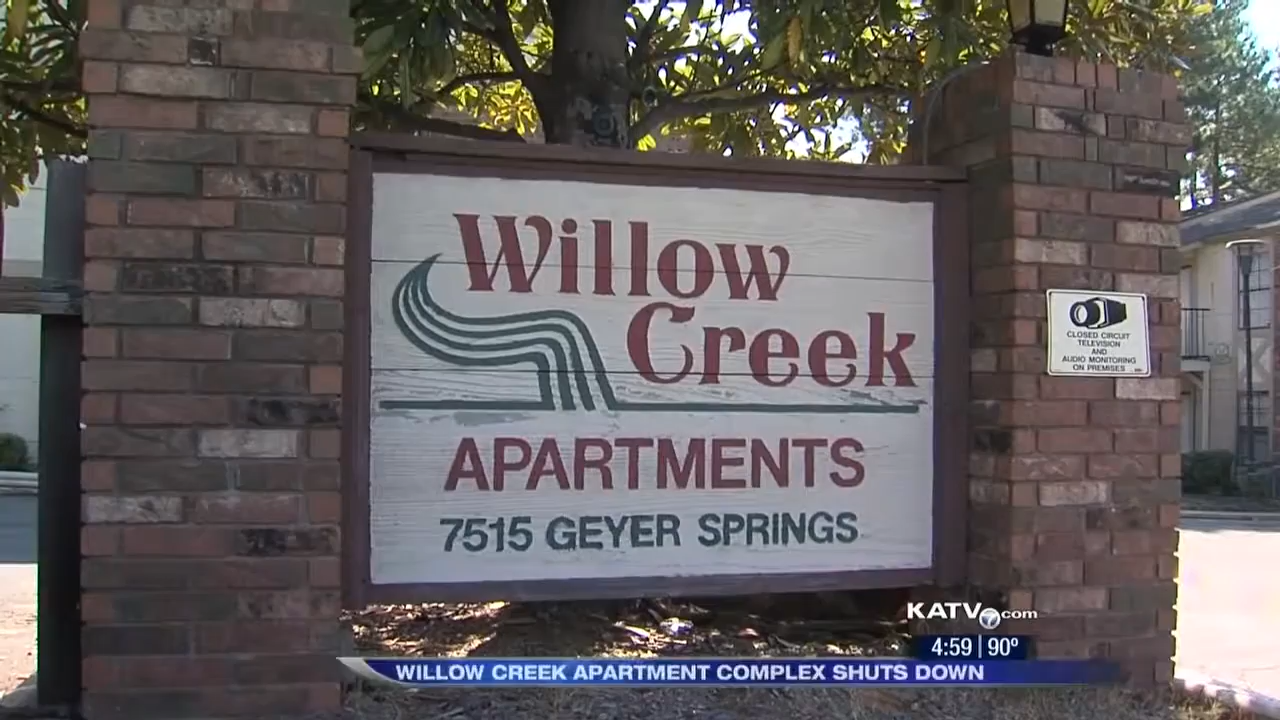 Willow
Creek
APARTMENTS
7515 GEYER SPRINGS
CLOSED CIRCUIT
TELEVISION
AND
AUDIO MONITORING
ON PREMISES
KATV7.com
4:59 | 90°
WILLOW CREEK APARTMENT COMPLEX SHUTS DOWN